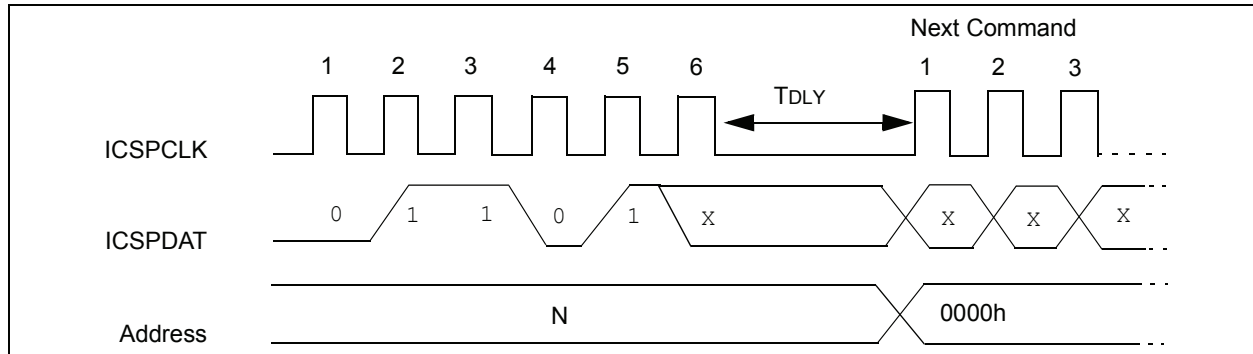 Next Command
1 2 3 4 5 6 1 2 3
TDLY
ICSPCLK
0 1 1 0 1 X X X X
ICSPDAT
N 0000h
Address